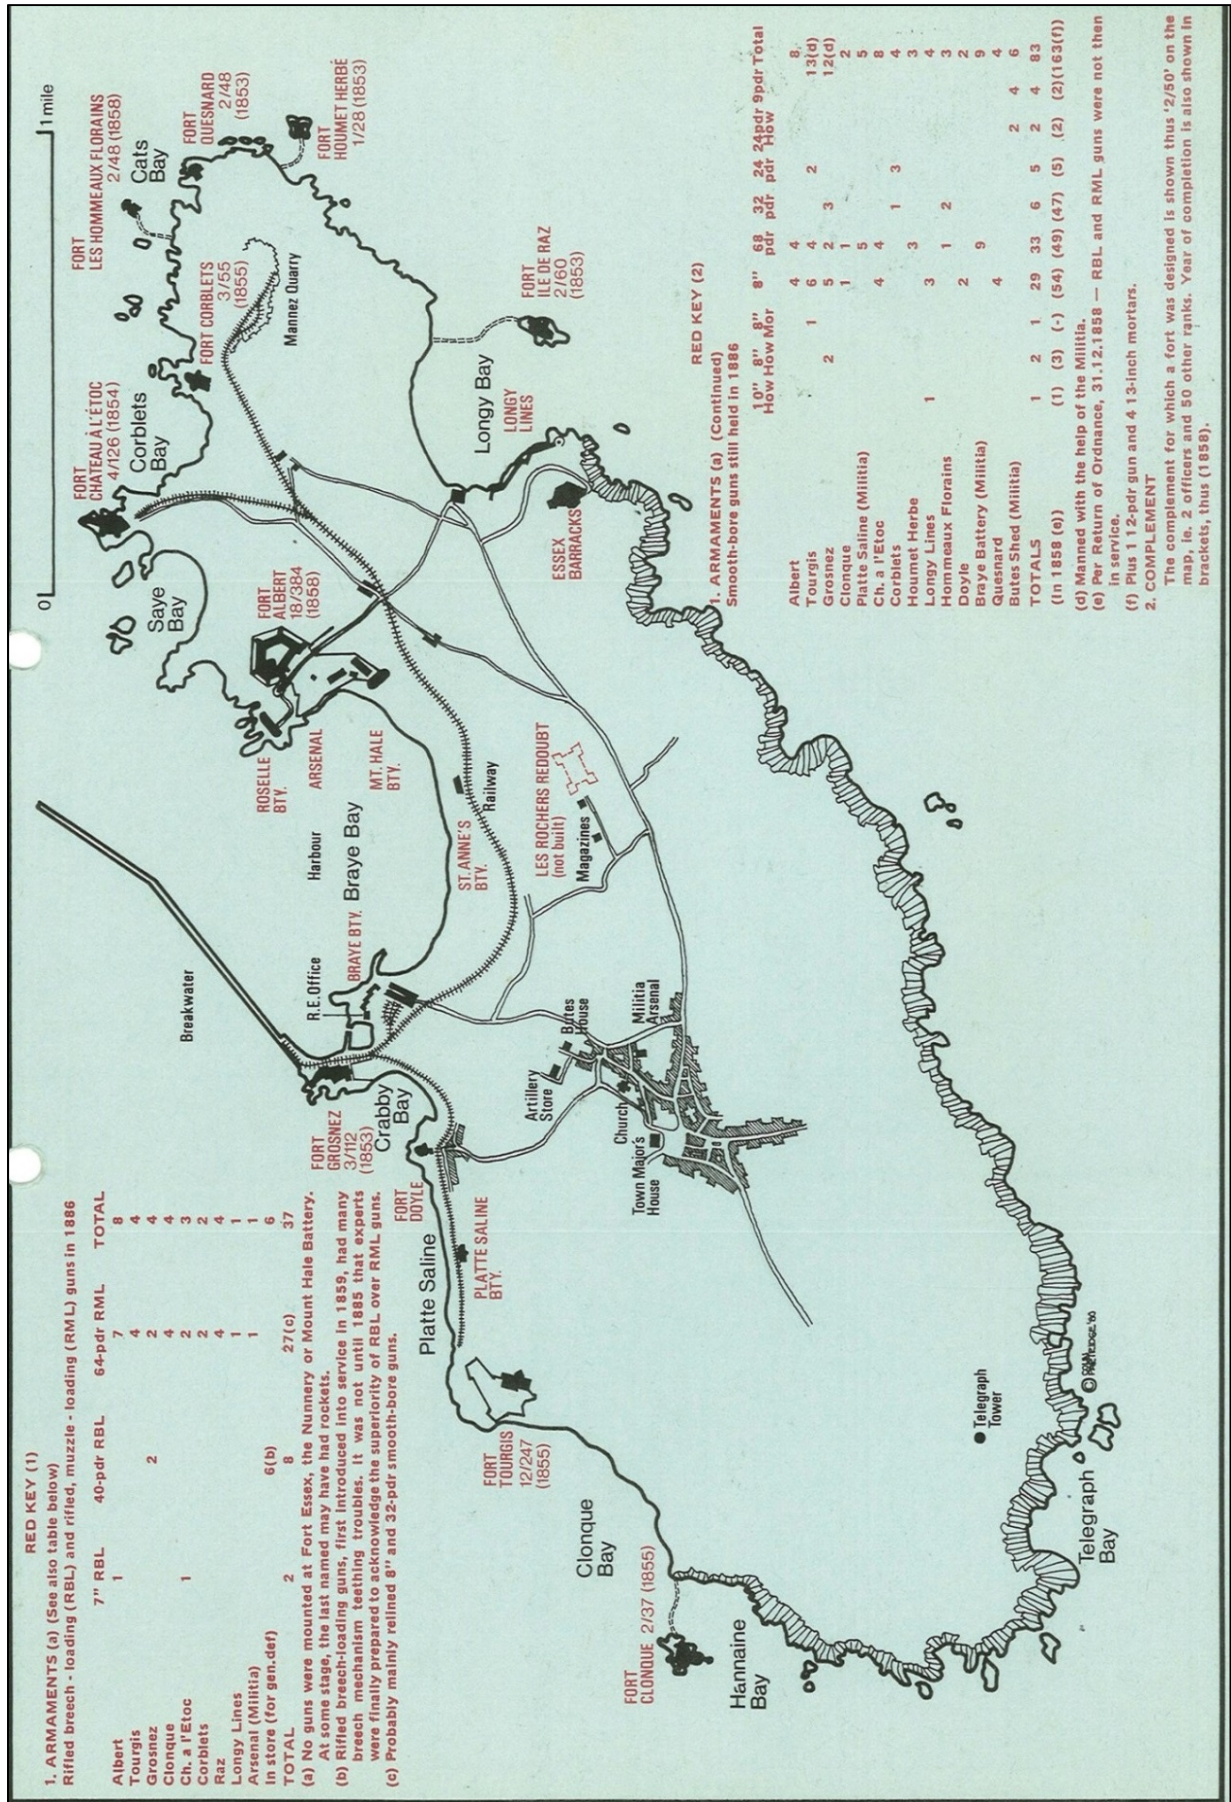 RED KEY (1)
1. ARMAMENTS (a) (See also table below)
Rifled breech - loading (RBL) and rifled, muzzle - loading (RML) guns in 1886
7" RBL 40-pdr RBL 64-pdr RML TOTAL
Albert 1 7 8
Tourgis 4 4
Grosnez 2 2 4
Clonque 4 4
Ch. a l'Etoc 1 2 3
Corblets 2 2
Raz 4 4
Longy Lines 1 1
Arsenal (Militia) 1 1
In store (for gen.def) 6(b) 6
TOTAL 2 8 27(c) 37
(a) No guns were mounted at Fort Essex, the Nunnery or Mount Hale Battery.
At some stage, the last named may have had rockets.
(b) Rifled breech-loading guns, first introduced into service in 1859, had many
breech mechanism teething troubles. It was not until 1885 that experts
were finally prepared to acknowledge the superiority of RBL over RML guns.
(c) Probably mainly relined 8" and 32-pdr smooth-bore guns.
0 1 mile
FORT
CHATEAU À L'ÉTOC
4/126 (1854)
FORT
LES HOMMEAUX FLORAINS
2/48 (1858)
Cats
Bay
FORT
QUESNARD
2/48
(1853)
FORT
HOUMET HERBÉ
1/28 (1853)
Corblets
Bay
FORT CORBLETS
3/55
(1855)
Mannez Quarry
Saye
Bay
FORT
ALBERT
18/384
(1858)
ROSELLE
BTY.
ARSENAL
MT. HALE
BTY.
Breakwater
Harbour
Braye Bay
R.E. Office
BRAYE BTY.
ST. ANNE'S
BTY.
Railway
FORT
GROSNEZ
3/112
(1853)
Crabby
Bay
FORT
DOYLE
Platte Saline
PLATTE SALINE
BTY.
FORT
TOURGIS
12/247
(1855)
Clonque
Bay
FORT
CLONQUE 2/37 (1855)
Hannaine
Bay
LES ROCHERS REDOUBT
(not built)
Magazines
Artillery
Store
Butes
House
Militia
Arsenal
Church
Town Major's
House
Longy Bay
LONGY
LINES
FORT
ILE DE RAZ
2/60
(1853)
ESSEX
BARRACKS
Telegraph
Tower
Telegraph
Bay
RED KEY (2)
1. ARMAMENTS (a) (Continued)
Smooth-bore guns still held in 1886
10" 8" 8" 68 32 24 24pdr 9pdr Total
How How Mor pdr pdr pdr How
Albert 4 4 8
Tourgis 1 6 4 2 13(d)
Grosnez 2 5 2 3 12(d)
Clonque 1 1 2
Platte Saline (Militia) 5 5
Ch. a l'Etoc 4 4 8
Corblets 1 3 4
Houmet Herbe 3 3
Longy Lines 1 3 4
Hommeaux Florains 1 2 3
Doyle 2 2
Braye Battery (Militia) 9 9
Quesnard 4 4
Butes Shed (Militia) 2 4 6
TOTALS 1 2 1 29 33 6 5 2 4 83
(In 1858 (e)) (1) (3) (-) (54) (49) (47) (5) (2) (2)(163(f))
(d) Manned with the help of the Militia.
(e) Per Return of Ordnance, 31.12.1858 — RBL and RML guns were not then
in service.
(f) Plus 1 12-pdr gun and 4 13-inch mortars.
2. COMPLEMENT
The complement for which a fort was designed is shown thus '2/50' on the
map, ie. 2 officers and 50 other ranks. Year of completion is also shown in
brackets, thus (1858).